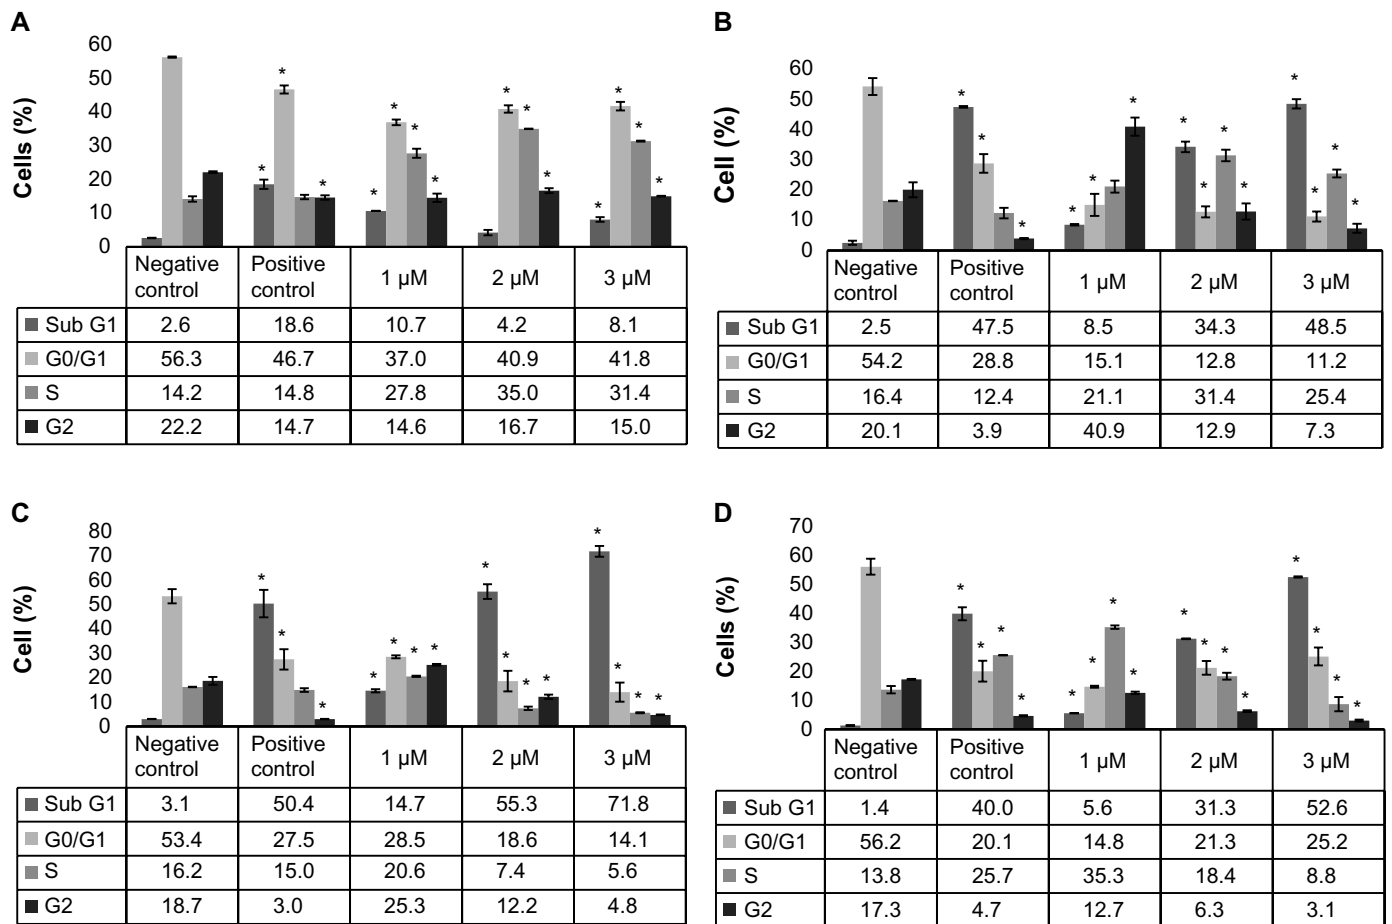 A
Cells (%)
60
50
40
30
20
10
0
* * * * * * * * * * * * *
Negative control Positive control 1 µM 2 µM 3 µM
Sub G1 2.6 18.6 10.7 4.2 8.1
G0/G1 56.3 46.7 37.0 40.9 41.8
S 14.2 14.8 27.8 35.0 31.4
G2 22.2 14.7 14.6 16.7 15.0
B
Cell (%)
60
50
40
30
20
10
0
* * * * * * * * * * * * * *
Negative control Positive control 1 µM 2 µM 3 µM
Sub G1 2.5 47.5 8.5 34.3 48.5
G0/G1 54.2 28.8 15.1 12.8 11.2
S 16.4 12.4 21.1 31.4 25.4
G2 20.1 3.9 40.9 12.9 7.3
C
Cell (%)
80
70
60
50
40
30
20
10
0
* * * * * * * * * * * * * * *
Negative control Positive control 1 µM 2 µM 3 µM
Sub G1 3.1 50.4 14.7 55.3 71.8
G0/G1 53.4 27.5 28.5 18.6 14.1
S 16.2 15.0 20.6 7.4 5.6
G2 18.7 3.0 25.3 12.2 4.8
D
Cells (%)
70
60
50
40
30
20
10
0
* * * * * * * * * * * * * * * *
Negative control Positive control 1 µM 2 µM 3 µM
Sub G1 1.4 40.0 5.6 31.3 52.6
G0/G1 56.2 20.1 14.8 21.3 25.2
S 13.8 25.7 35.3 18.4 8.8
G2 17.3 4.7 12.7 6.3 3.1